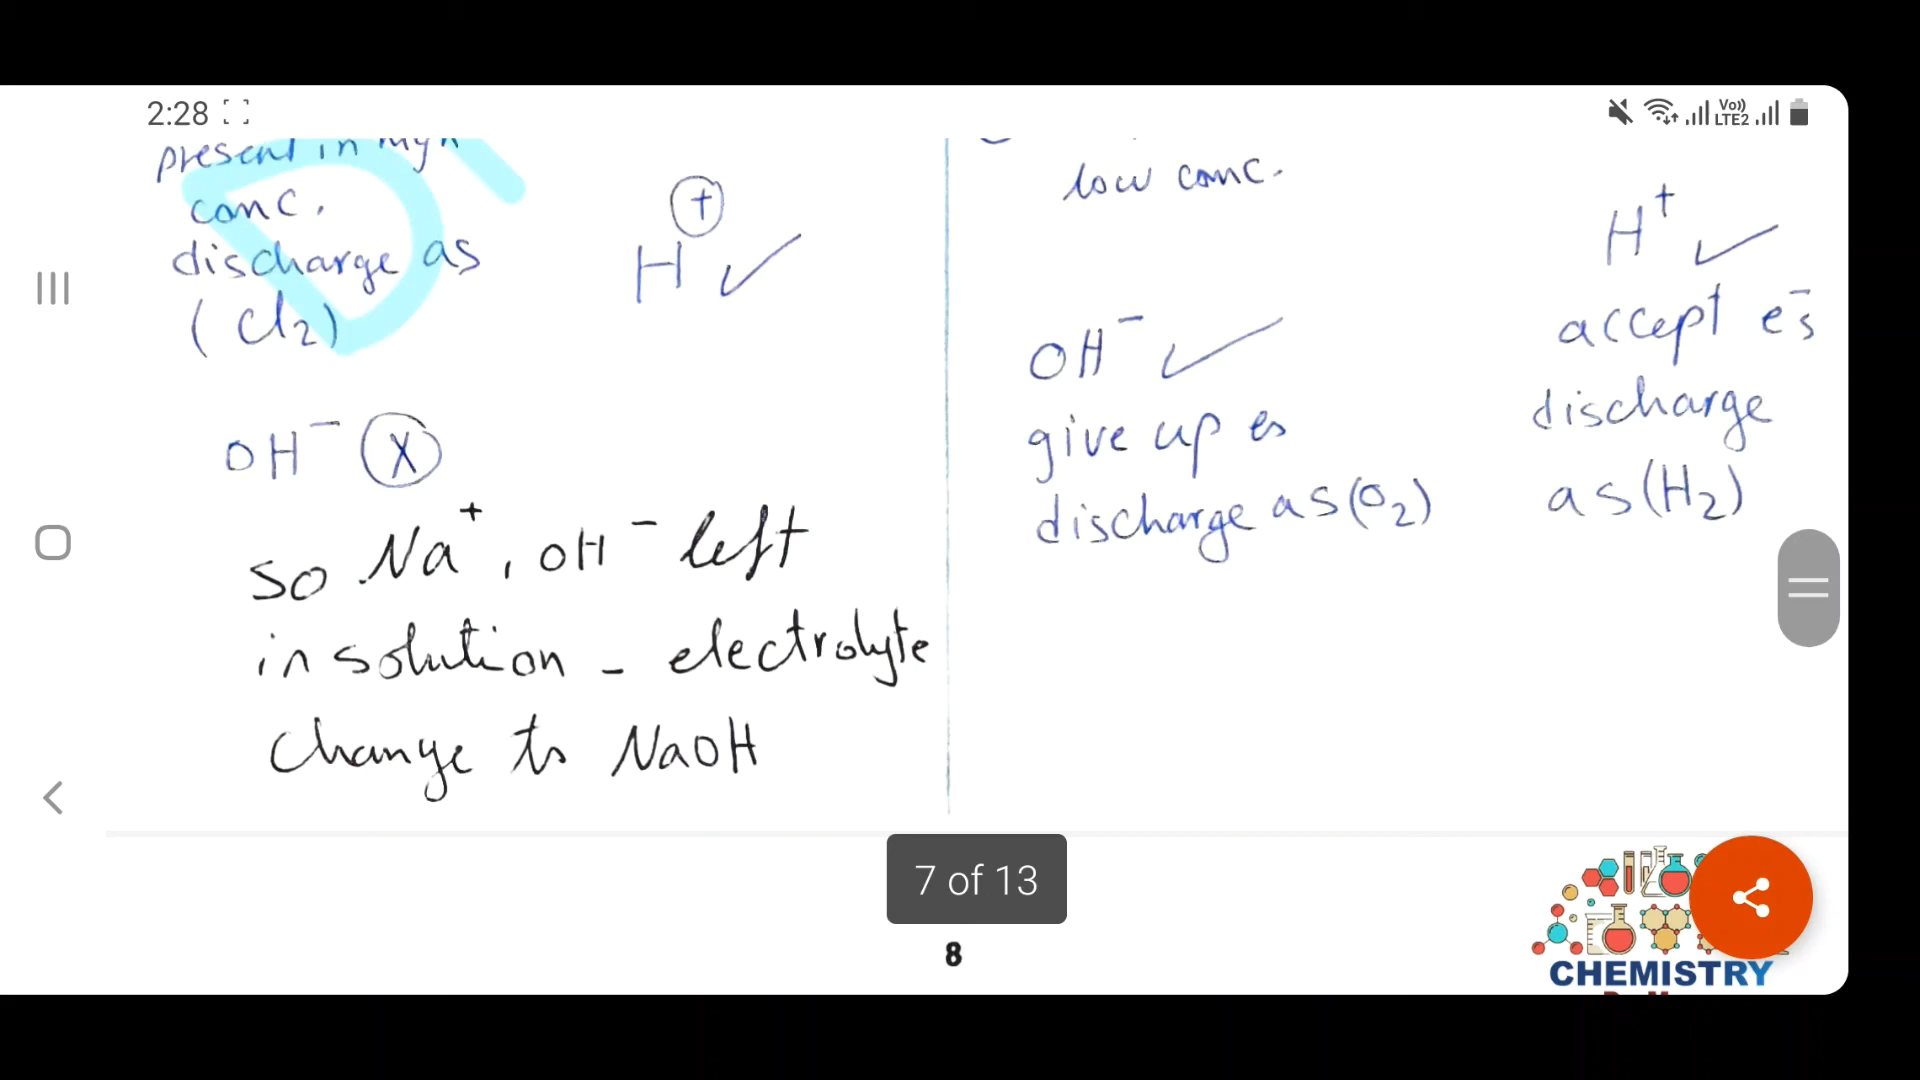 2:28
Vo)) LTE2
present in high
conc.
discharge as
(Cl2)
H+
OH-  X
so Na+, OH- left
in solution - electrolyte
change to NaOH
low conc.
OH-
give up es
discharge as (O2)
H+
accept e-s
discharge
as (H2)
7 of 13
8
CHEMISTRY